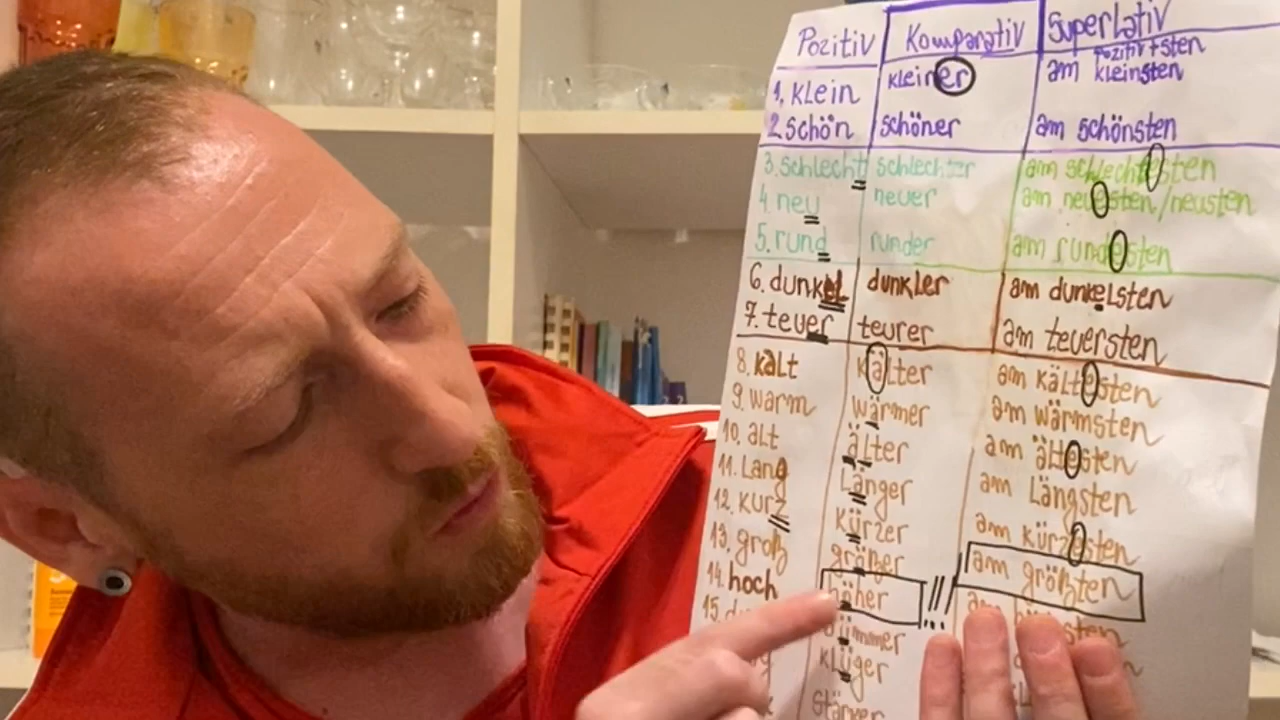 Pozitiv Komparativ Superlativ
Pozitiv+sten
1. klein kleiner am kleinsten
2. schön schöner am schönsten
3. schlecht schlechter am schlechtesten
4. neu neuer am neuesten/neusten
5. rund runder am rundesten
6. dunkel dunkler am dunkelsten
7. teuer teurer am teuersten
8. kalt kälter am kältesten
9. warm wärmer am wärmsten
10. alt älter am ältesten
11. Lang Länger am Längsten
12. kurz kürzer am kürzesten
13. groß größer am größten
14. hoch höher am
15. dümmer
klüger
stärker